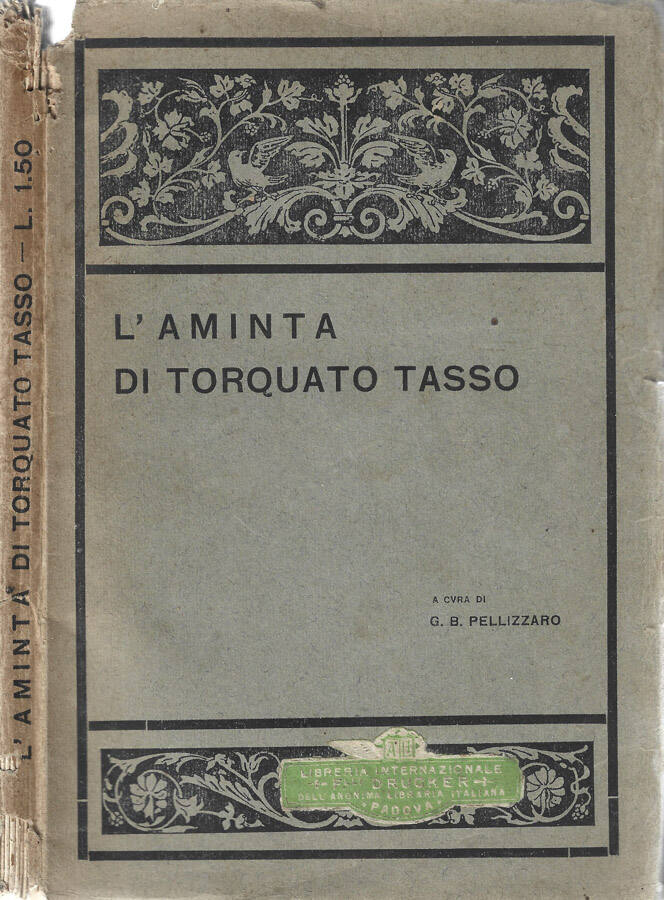 L'AMINTA DI TORQUATO TASSO — L. 1.50
L'AMINTA
DI TORQUATO TASSO
A CVRA DI
G. B. PELLIZZARO
LIBRERIA INTERNAZIONALE
DRUCKER
DELL'ANONIMA LIBRARIA ITALIANA
PADOVA